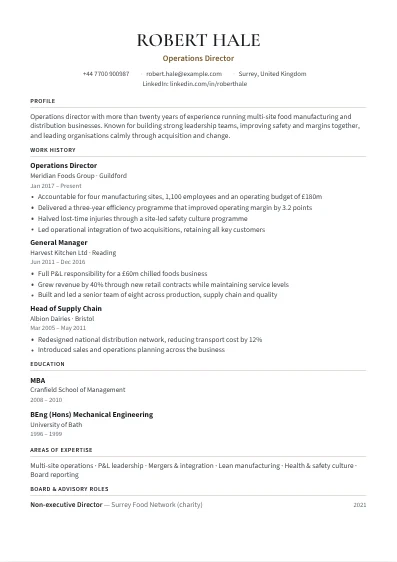 ROBERT HALE
Operations Director
+44 7700 900987 robert.hale@example.com Surrey, United Kingdom
LinkedIn: linkedin.com/in/roberthale
PROFILE
Operations director with more than twenty years of experience running multi-site food manufacturing and
distribution businesses. Known for building strong leadership teams, improving safety and margins together,
and leading organisations calmly through acquisition and change.
WORK HISTORY
Operations Director
Meridian Foods Group · Guildford
Jan 2017 – Present
• Accountable for four manufacturing sites, 1,100 employees and an operating budget of £180m
• Delivered a three-year efficiency programme that improved operating margin by 3.2 points
• Halved lost-time injuries through a site-led safety culture programme
• Led operational integration of two acquisitions, retaining all key customers
General Manager
Harvest Kitchen Ltd · Reading
Jun 2011 – Dec 2016
• Full P&L responsibility for a £60m chilled foods business
• Grew revenue by 40% through new retail contracts while maintaining service levels
• Built and led a senior team of eight across production, supply chain and quality
Head of Supply Chain
Albion Dairies · Bristol
Mar 2005 – May 2011
• Redesigned national distribution network, reducing transport cost by 12%
• Introduced sales and operations planning across the business
EDUCATION
MBA
Cranfield School of Management
2008 – 2010
BEng (Hons) Mechanical Engineering
University of Bath
1996 – 1999
AREAS OF EXPERTISE
Multi-site operations · P&L leadership · Mergers & integration · Lean manufacturing · Health & safety culture ·
Board reporting
BOARD & ADVISORY ROLES
Non-executive Director — Surrey Food Network (charity) 2021